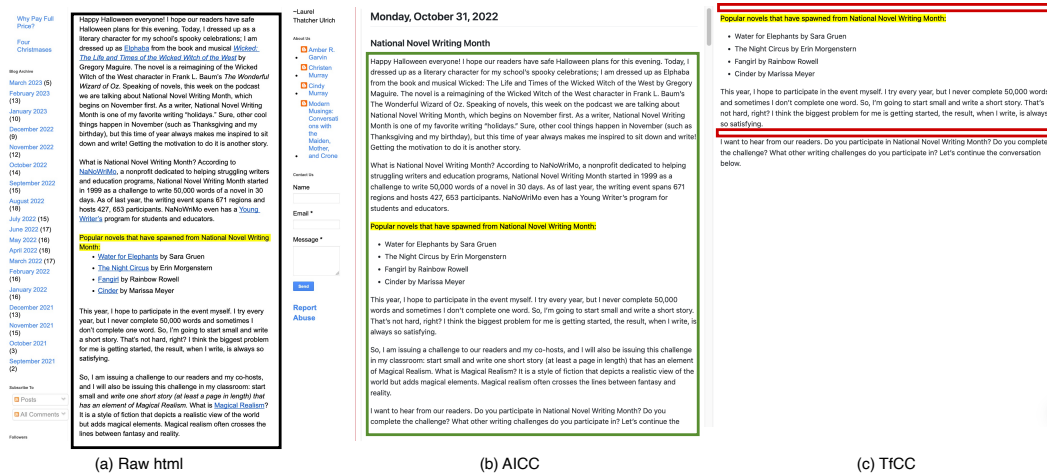 Why Pay Full
Price?
Four
Christmases
Blog Archive
March 2023 (5)
February 2023
(13)
January 2023
(10)
December 2022
(9)
November 2022
(12)
October 2022
(14)
September 2022
(15)
August 2022
(18)
July 2022 (15)
June 2022 (17)
May 2022 (16)
April 2022 (18)
March 2022 (17)
February 2022
(16)
January 2022
(16)
December 2021
(13)
November 2021
(15)
October 2021
(3)
September 2021
(2)
Subscribe To
Posts
All Comments
Followers
Happy Halloween everyone! I hope our readers have safe
Halloween plans for this evening. Today, I dressed up as a
literary character for my school's spooky celebrations; I am
dressed up as Elphaba from the book and musical Wicked:
The Life and Times of the Wicked Witch of the West by
Gregory Maguire. The novel is a reimagining of the Wicked
Witch of the West character in Frank L. Baum's The Wonderful
Wizard of Oz. Speaking of novels, this week on the podcast
we are talking about National Novel Writing Month, which
begins on November first. As a writer, National Novel Writing
Month is one of my favorite writing "holidays." Sure, other cool
things happen in November (such as Thanksgiving and my
birthday), but this time of year always makes me inspired to sit
down and write! Getting the motivation to do it is another story.
What is National Novel Writing Month? According to
NaNoWriMo, a nonprofit dedicated to helping struggling writers
and education programs, National Novel Writing Month started
in 1999 as a challenge to write 50,000 words of a novel in 30
days. As of last year, the writing event spans 671 regions and
hosts 427, 653 participants. NaNoWriMo even has a Young
Writer's program for students and educators.
Popular novels that have spawned from National Novel Writing
Month:
• Water for Elephants by Sara Gruen
• The Night Circus by Erin Morgenstern
• Fangirl by Rainbow Rowell
• Cinder by Marissa Meyer
This year, I hope to participate in the event myself. I try every
year, but I never complete 50,000 words and sometimes I
don't complete one word. So, I'm going to start small and write
a short story. That's not hard, right? I think the biggest problem
for me is getting started, the result, when I write, is always so
satisfying.
So, I am issuing a challenge to our readers and my co-hosts,
and I will also be issuing this challenge in my classroom: start
small and write one short story (at least a page in length) that
has an element of Magical Realism. What is Magical Realism?
It is a style of fiction that depicts a realistic view of the world
but adds magical elements. Magical realism often crosses the
lines between fantasy and reality.
~Laurel
Thatcher Ulrich
About Us
Amber R.
Garvin
Christen
Murray
Cindy
Murray
Modern
Musings:
Conversati
ons with
the
Maiden,
Mother,
and Crone
Contact Us
Name
Email *
Message *
Send
Report
Abuse
(a) Raw html
Monday, October 31, 2022
National Novel Writing Month
Happy Halloween everyone! I hope our readers have safe Halloween plans for this evening. Today, I
dressed up as a literary character for my school's spooky celebrations; I am dressed up as Elphaba
from the book and musical Wicked: The Life and Times of the Wicked Witch of the West by Gregory
Maguire. The novel is a reimagining of the Wicked Witch of the West character in Frank L. Baum's
The Wonderful Wizard of Oz. Speaking of novels, this week on the podcast we are talking about
National Novel Writing Month, which begins on November first. As a writer, National Novel Writing
Month is one of my favorite writing "holidays." Sure, other cool things happen in November (such as
Thanksgiving and my birthday), but this time of year always makes me inspired to sit down and write!
Getting the motivation to do it is another story.
What is National Novel Writing Month? According to NaNoWriMo, a nonprofit dedicated to helping
struggling writers and education programs, National Novel Writing Month started in 1999 as a
challenge to write 50,000 words of a novel in 30 days. As of last year, the writing event spans 671
regions and hosts 427, 653 participants. NaNoWriMo even has a Young Writer's program for
students and educators.
Popular novels that have spawned from National Novel Writing Month:
• Water for Elephants by Sara Gruen
• The Night Circus by Erin Morgenstern
• Fangirl by Rainbow Rowell
• Cinder by Marissa Meyer
This year, I hope to participate in the event myself. I try every year, but I never complete 50,000
words and sometimes I don't complete one word. So, I'm going to start small and write a short story.
That's not hard, right? I think the biggest problem for me is getting started, the result, when I write, is
always so satisfying.
So, I am issuing a challenge to our readers and my co-hosts, and I will also be issuing this challenge
in my classroom: start small and write one short story (at least a page in length) that has an element
of Magical Realism. What is Magical Realism? It is a style of fiction that depicts a realistic view of the
world but adds magical elements. Magical realism often crosses the lines between fantasy and
reality.
I want to hear from our readers. Do you participate in National Novel Writing Month? Do you
complete the challenge? What other writing challenges do you participate in? Let's continue the
(b) AICC
Popular novels that have spawned from National Novel Writing Month:
• Water for Elephants by Sara Gruen
• The Night Circus by Erin Morgenstern
• Fangirl by Rainbow Rowell
• Cinder by Marissa Meyer
This year, I hope to participate in the event myself. I try every year, but I never complete 50,000 words
and sometimes I don't complete one word. So, I'm going to start small and write a short story. That's
not hard, right? I think the biggest problem for me is getting started, the result, when I write, is always
so satisfying.
I want to hear from our readers. Do you participate in National Novel Writing Month? Do you complete
the challenge? What other writing challenges do you participate in? Let's continue the conversation
below.
(c) TfCC